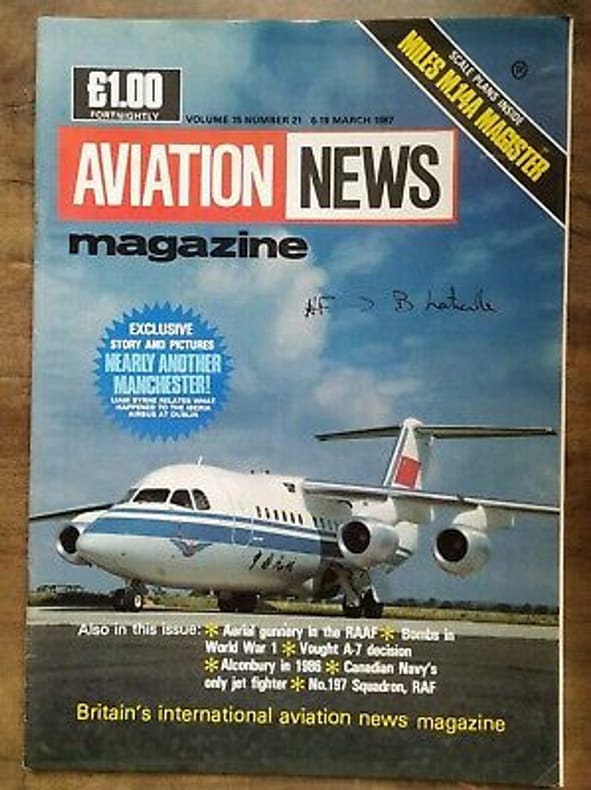 £1.00
FORTNIGHTLY
VOLUME 15 NUMBER 21 6-19 MARCH 1987
SCALE PLANS INSIDE
MILES M.14A MAGISTER
AVIATION NEWS
magazine
EXCLUSIVE
STORY AND PICTURES
NEARLY ANOTHER
MANCHESTER!
LIAM BYRNE RELATES WHAT
HAPPENED TO THE IBERIA
AIRBUS AT DUBLIN
Also in this issue: * Aerial gunnery in the RAAF * Bombs in
World War 1 * Vought A-7 decision
* Alconbury in 1986 * Canadian Navy's
only jet fighter * No.197 Squadron, RAF
Britain's international aviation news magazine